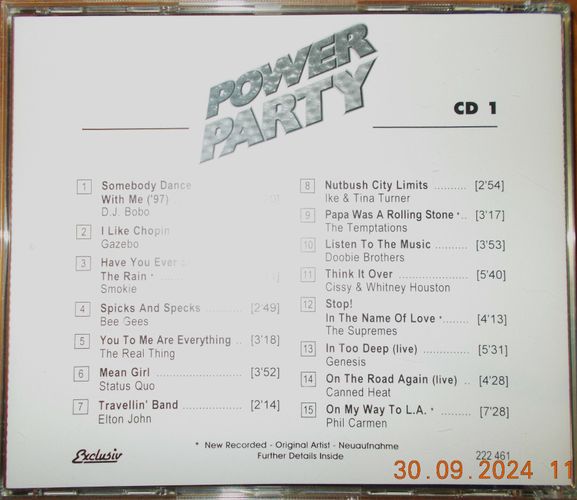 POWER
PARTY
CD 1
1 Somebody Dance
With Me ('97)
D.J. Bobo
2 I Like Chopin
Gazebo
3 Have You Ever
The Rain *
Smokie
4 Spicks And Specks .......... [2'49]
Bee Gees
5 You To Me Are Everything .. [3'18]
The Real Thing
6 Mean Girl .......... [3'52]
Status Quo
7 Travellin' Band .......... [2'14]
Elton John
8 Nutbush City Limits .......... [2'54]
Ike & Tina Turner
9 Papa Was A Rolling Stone *.. [3'17]
The Temptations
10 Listen To The Music .......... [3'53]
Doobie Brothers
11 Think It Over .......... [5'40]
Cissy & Whitney Houston
12 Stop!
In The Name Of Love *........ [4'13]
The Supremes
13 In Too Deep (live) .......... [5'31]
Genesis
14 On The Road Again (live) .. [4'28]
Canned Heat
15 On My Way To L.A. * .......... [7'28]
Phil Carmen
* New Recorded - Original Artist - Neuaufnahme
Further Details Inside
Exclusiv
222 461
30.09.2024 11